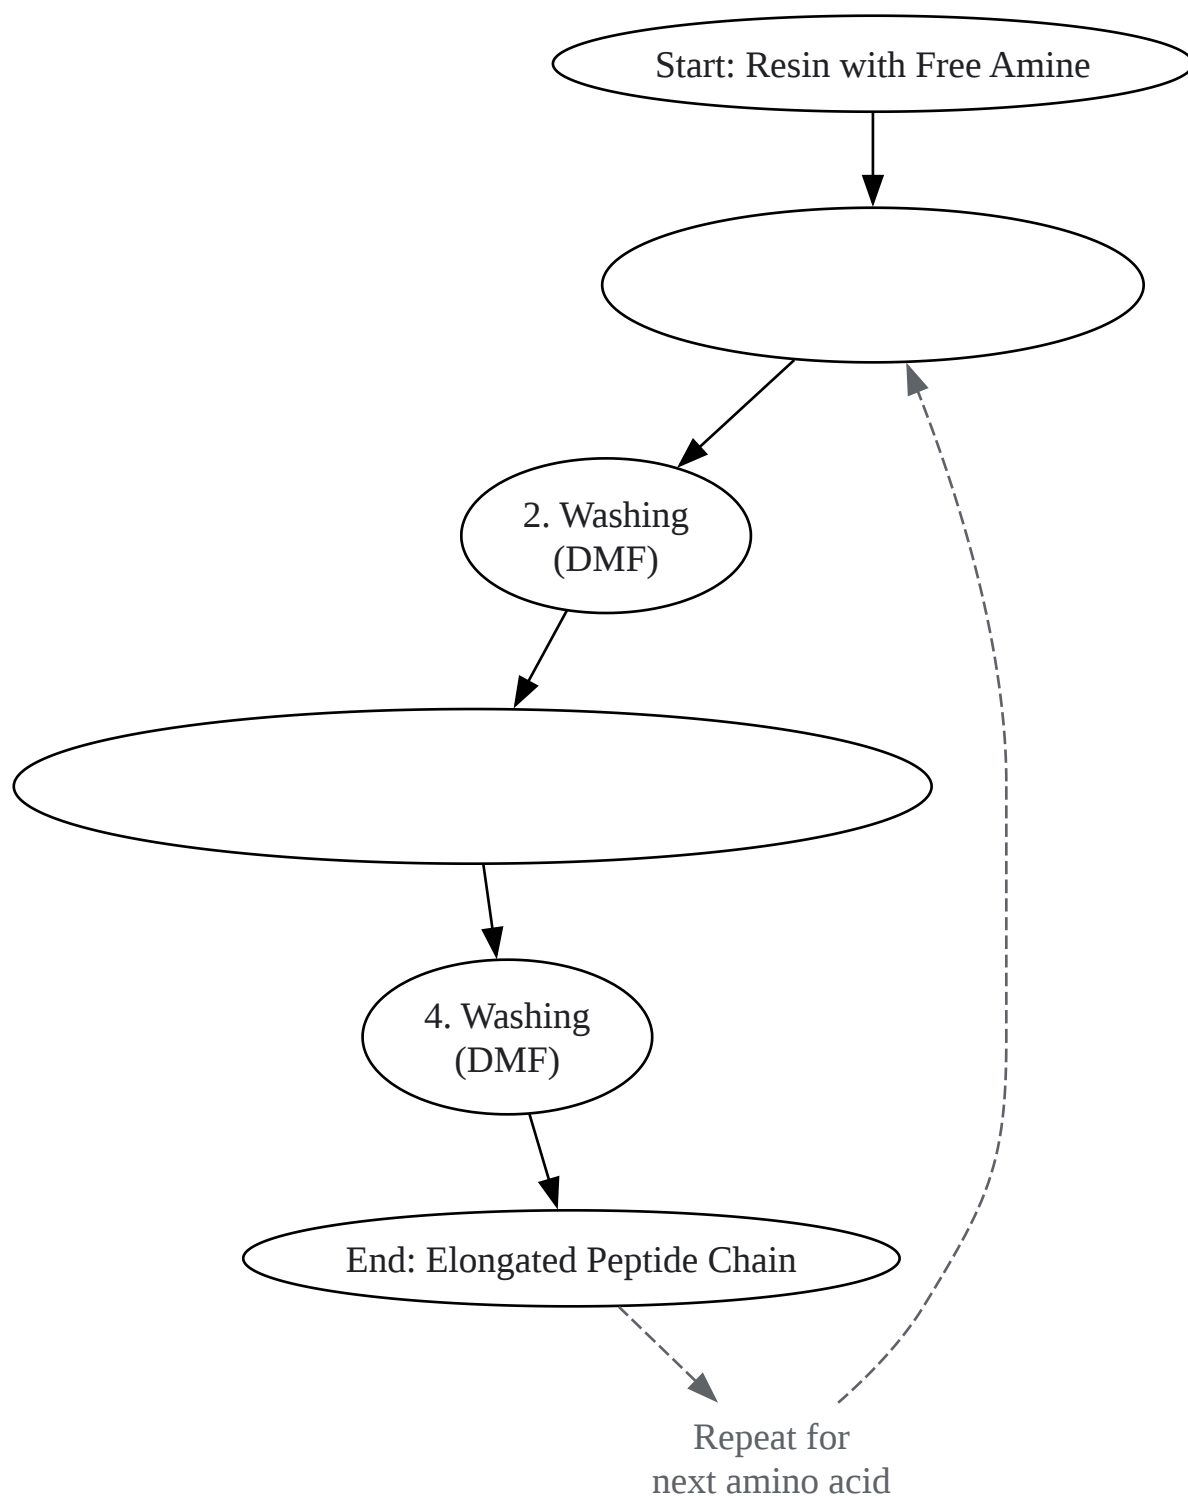 Start: Resin with Free Amine
2. Washing
(DMF)
4. Washing
(DMF)
End: Elongated Peptide Chain
Repeat for
next amino acid